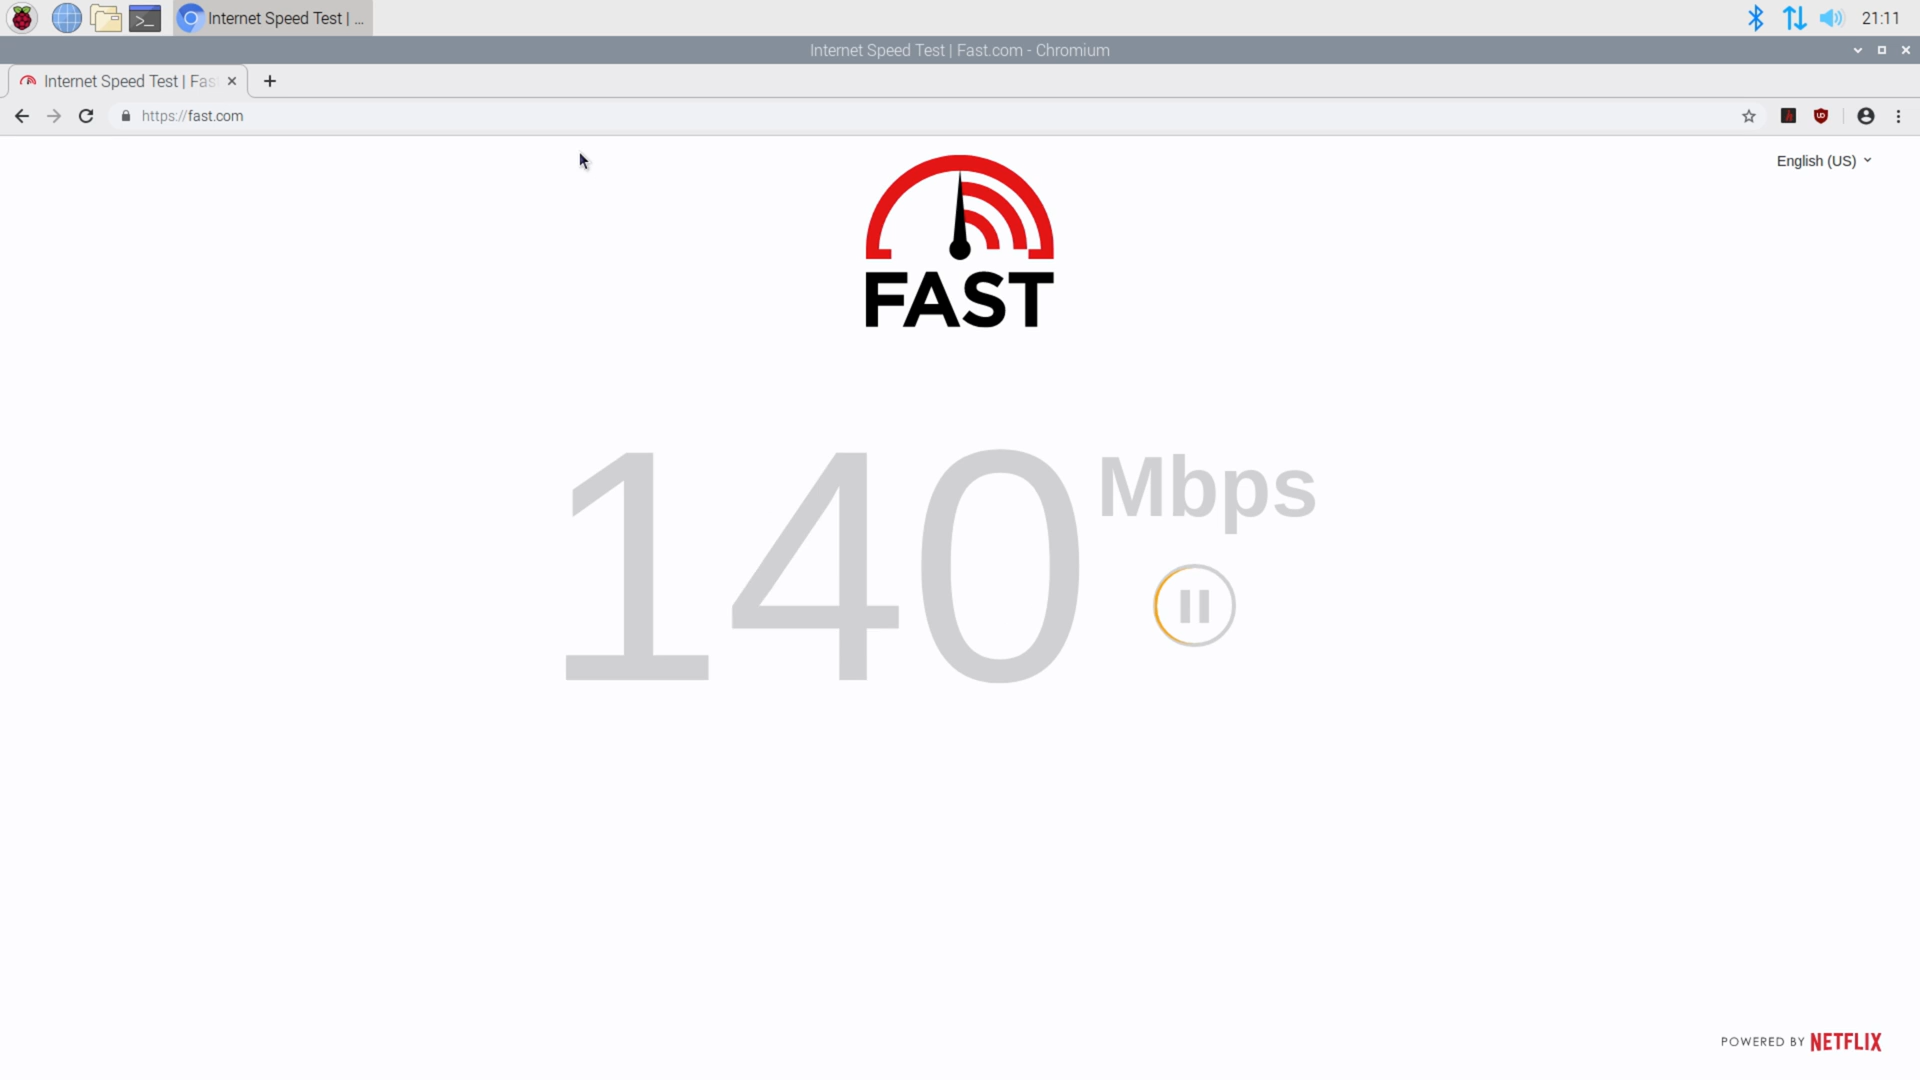 Internet Speed Test | ...
21:11
Internet Speed Test | Fast.com - Chromium
Internet Speed Test | Fas
https://fast.com
English (US)
FAST
140 Mbps
POWERED BY NETFLIX